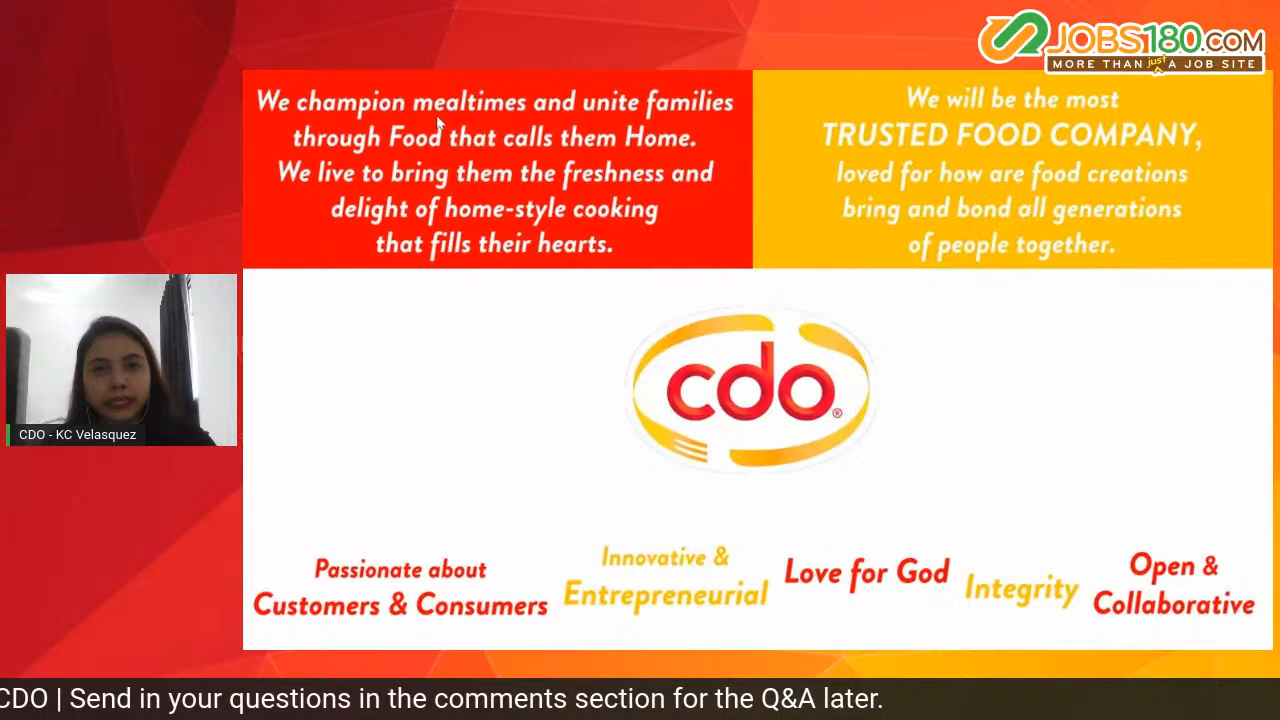 JOBS180.COM
MORE THAN just A JOB SITE
We champion mealtimes and unite families
through Food that calls them Home.
We live to bring them the freshness and
delight of home-style cooking
that fills their hearts.
We will be the most
TRUSTED FOOD COMPANY,
loved for how are food creations
bring and bond all generations
of people together.
cdo®
CDO - KC Velasquez
Passionate about
Customers & Consumers
Innovative &
Entrepreneurial
Love for God
Integrity
Open &
Collaborative
CDO | Send in your questions in the comments section for the Q&A later.